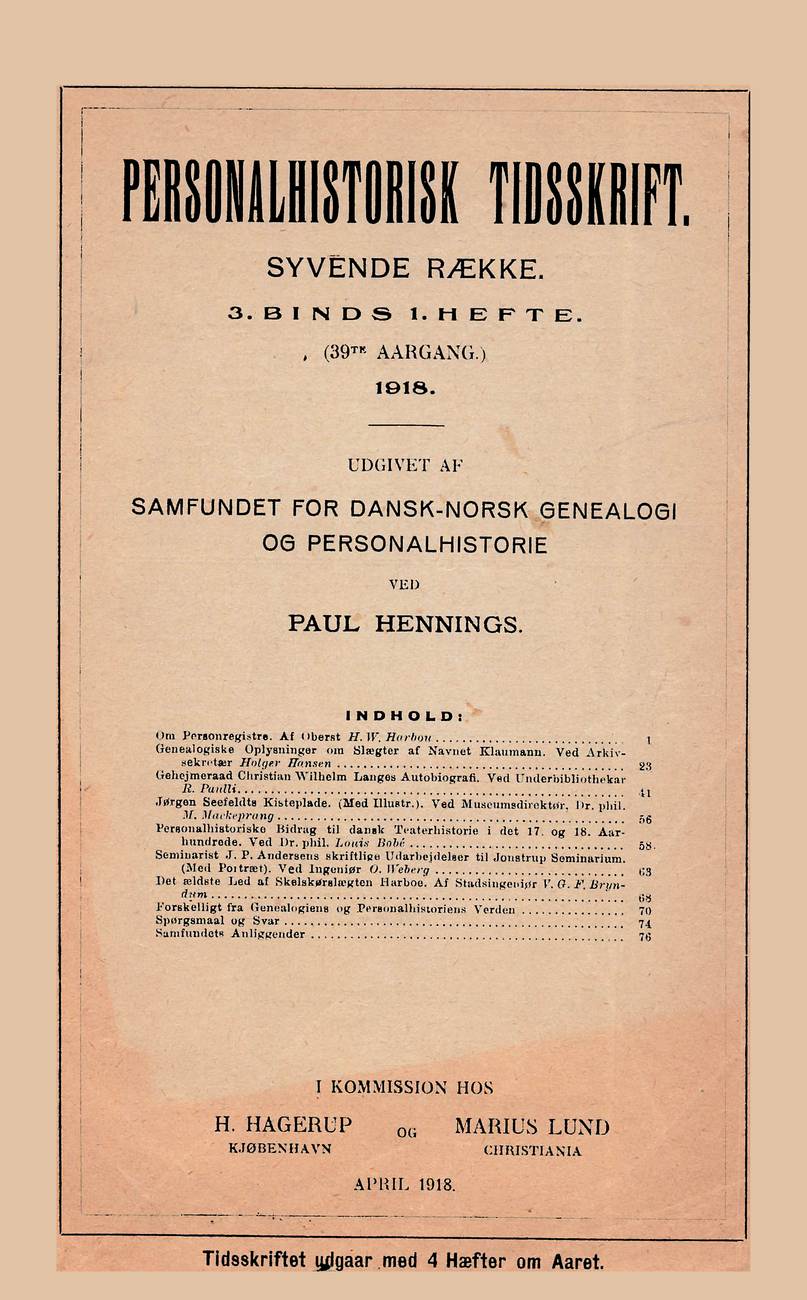 PERSONALHISTORISK TIDSSKRIFT.
SYVENDE RÆKKE.
3. BINDS 1. HEFTE.
(39TE AARGANG.)
1918.
UDGIVET AF
SAMFUNDET FOR DANSK-NORSK GENEALOGI
OG PERSONALHISTORIE
VED
PAUL HENNINGS.
INDHOLD:
Om Personregistre. Af Oberst H. W. Harbou ........................... 1
Genealogiske Oplysninger om Slægter af Navnet Klaumann. Ved Arkiv-
sekretær Holger Hansen ........................................ 23
Gehejmeraad Christian Wilhelm Langes Autobiografi. Ved Underbibliothekar
R. Paulli...................................................... 41
Jørgen Seefeldts Kisteplade. (Med Illustr.). Ved Museumsdirektør, Dr. phil.
M. Mackeprang ................................................. 56
Personalhistoriske Bidrag til dansk Teaterhistorie i det 17. og 18. Aar-
hundrede. Ved Dr. phil. Louis Bobé .............................. 58
Seminarist J. P. Andersens skriftlige Udarbejdelser til Jonstrup Seminarium.
(Med Portræt). Ved Ingeniør O. Weberg ........................... 63
Det ældste Led af Skelskørslægten Harboe. Af Stadsingeniør V. G. F. Bryn-
dum ........................................................... 68
Forskelligt fra Genealogiens og Personalhistoriens Verden ............... 70
Spørgsmaal og Svar ................................................ 74
Samfundets Anliggender ............................................ 76
I KOMMISSION HOS
H. HAGERUP OG MARIUS LUND
KJØBENHAVN CHRISTIANIA
APRIL 1918.
Tidsskriftet udgaar med 4 Hæfter om Aaret.